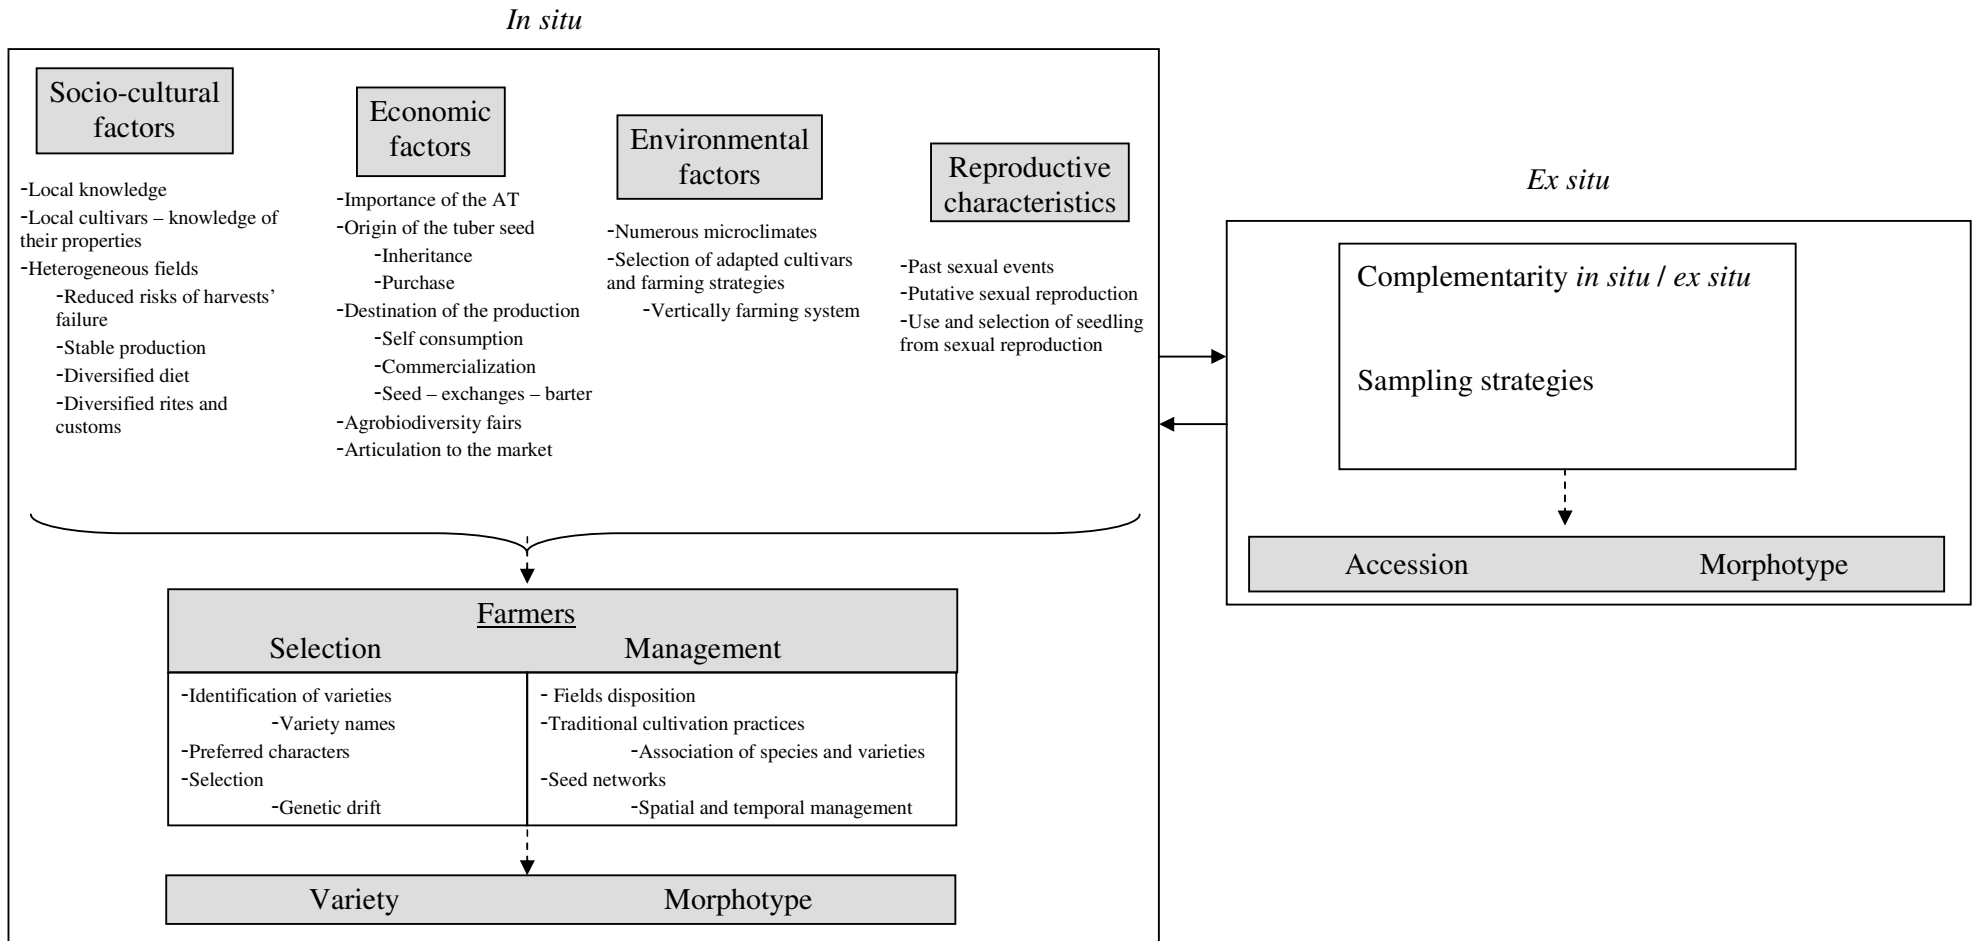 In situ
Socio-cultural
factors
-Local knowledge
-Local cultivars – knowledge of
their properties
-Heterogeneous fields
-Reduced risks of harvests’
failure
-Stable production
-Diversified diet
-Diversified rites and
customs
Economic
factors
-Importance of the AT
-Origin of the tuber seed
-Inheritance
-Purchase
-Destination of the production
-Self consumption
-Commercialization
-Seed – exchanges – barter
-Agrobiodiversity fairs
-Articulation to the market
Environmental
factors
-Numerous microclimates
-Selection of adapted cultivars
and farming strategies
-Vertically farming system
Reproductive
characteristics
-Past sexual events
-Putative sexual reproduction
-Use and selection of seedling
from sexual reproduction
Farmers
Selection Management
-Identification of varieties
-Variety names
-Preferred characters
-Selection
-Genetic drift
- Fields disposition
-Traditional cultivation practices
-Association of species and varieties
-Seed networks
-Spatial and temporal management
Variety Morphotype
Ex situ
Complementarity in situ / ex situ
Sampling strategies
Accession Morphotype